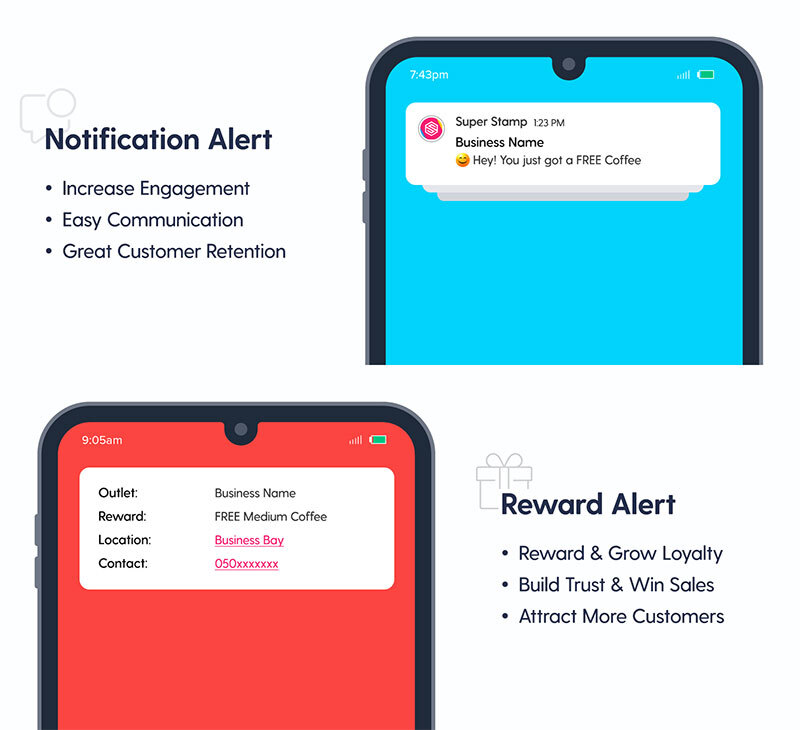 Notification Alert
• Increase Engagement
• Easy Communication
• Great Customer Retention
7:43pm
Super Stamp 1:23 PM
Business Name
😄 Hey! You just got a FREE Coffee
9:05am
Outlet: Business Name
Reward: FREE Medium Coffee
Location: Business Bay
Contact: 050xxxxxxx
Reward Alert
• Reward & Grow Loyalty
• Build Trust & Win Sales
• Attract More Customers